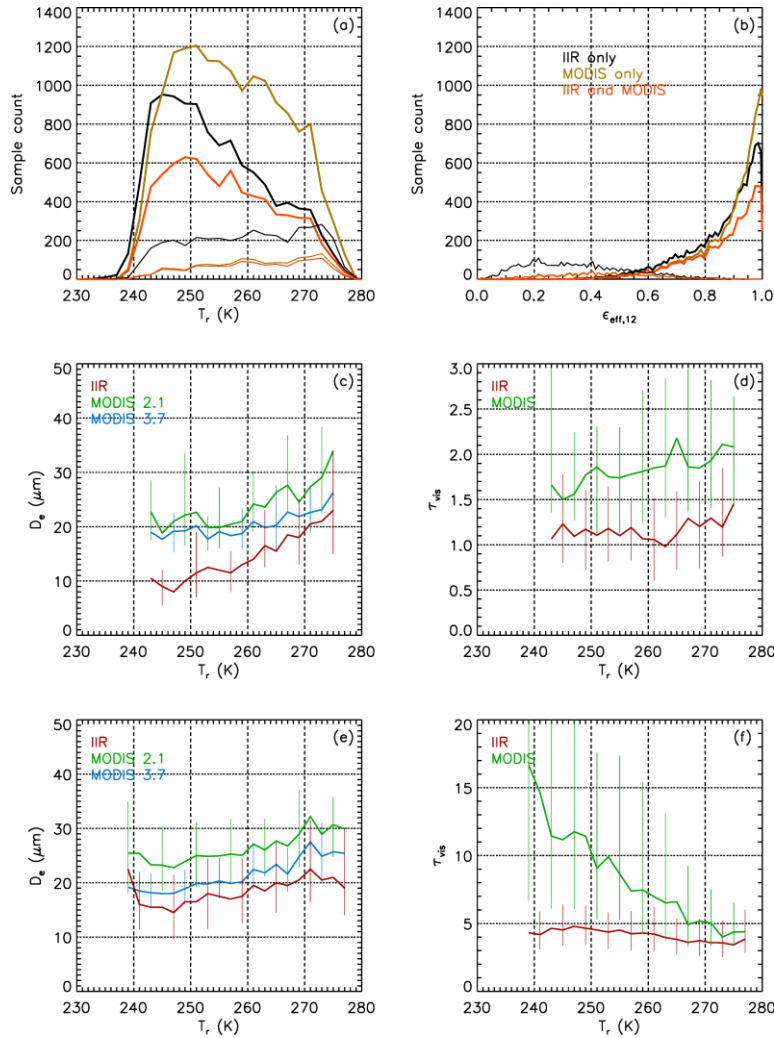 1400
1200
1000
800
600
400
200
0
Sample count
230 240 250 260 270 280
T_r (K)
(a)
1400
1200
1000
800
600
400
200
0
Sample count
0.0 0.2 0.4 0.6 0.8 1.0
ϵ_eff,12
(b)
IIR only
MODIS only
IIR and MODIS
50
40
30
20
10
0
D_e (μm)
230 240 250 260 270 280
T_r (K)
(c)
IIR
MODIS 2.1
MODIS 3.7
3.0
2.5
2.0
1.5
1.0
0.5
0.0
τ_vis
230 240 250 260 270 280
T_r (K)
(d)
IIR
MODIS
50
40
30
20
10
0
D_e (μm)
230 240 250 260 270 280
T_r (K)
(e)
IIR
MODIS 2.1
MODIS 3.7
20
15
10
5
0
τ_vis
230 240 250 260 270 280
T_r (K)
(f)
IIR
MODIS